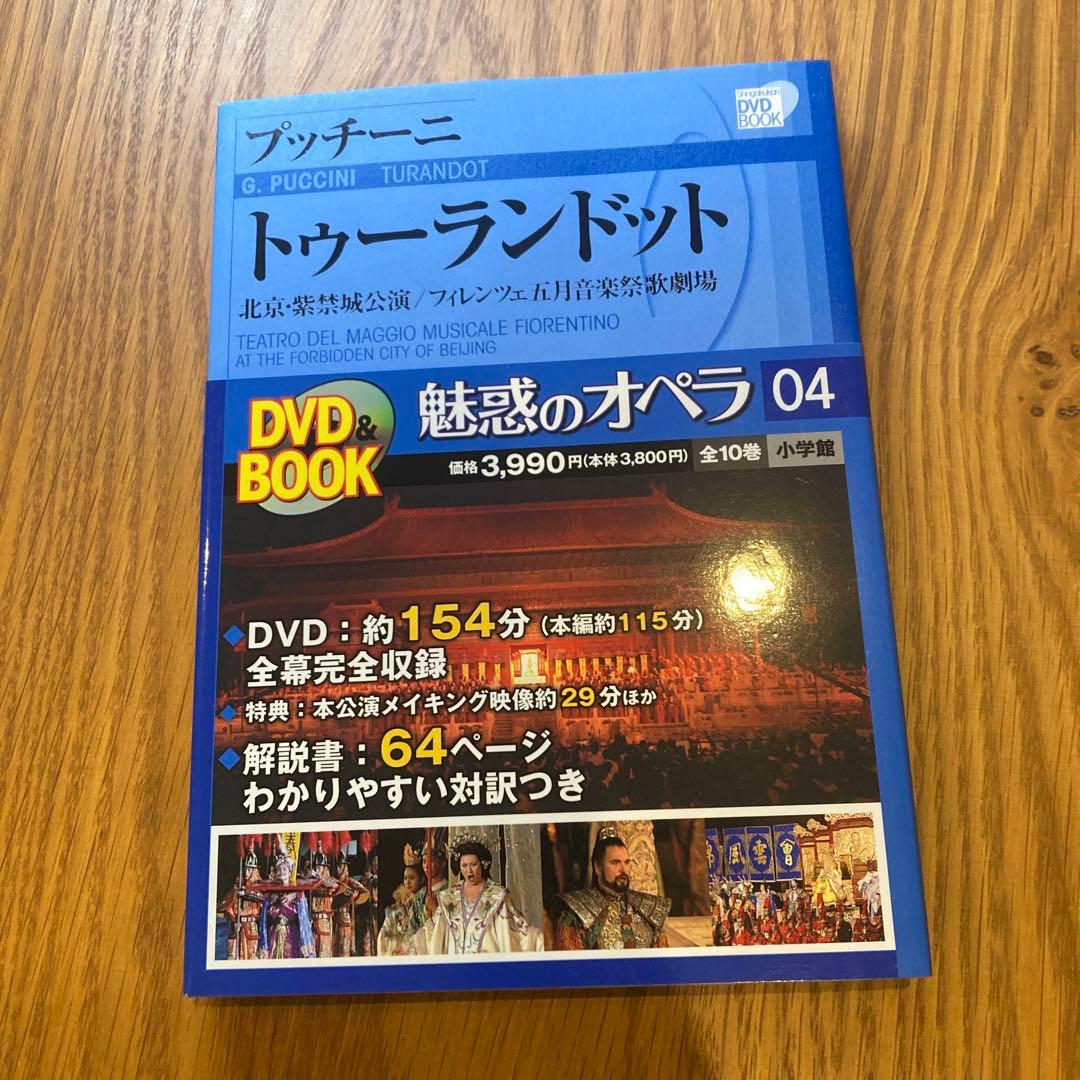 Shogakukan
DVD
BOOK
プッチーニ
G. PUCCINI TURANDOT
トゥーランドット
北京・紫禁城公演/フィレンツェ五月音楽祭歌劇場
TEATRO DEL MAGGIO MUSICALE FIORENTINO
AT THE FORBIDDEN CITY OF BEIJING
DVD&
BOOK
魅惑のオペラ 04
価格3,990円(本体3,800円) 全10巻 小学館
◆DVD:約154分(本編約115分)
全幕完全収録
◆特典:本公演メイキング映像約29分ほか
◆解説書:64ページ
わかりやすい対訳つき
風雲會